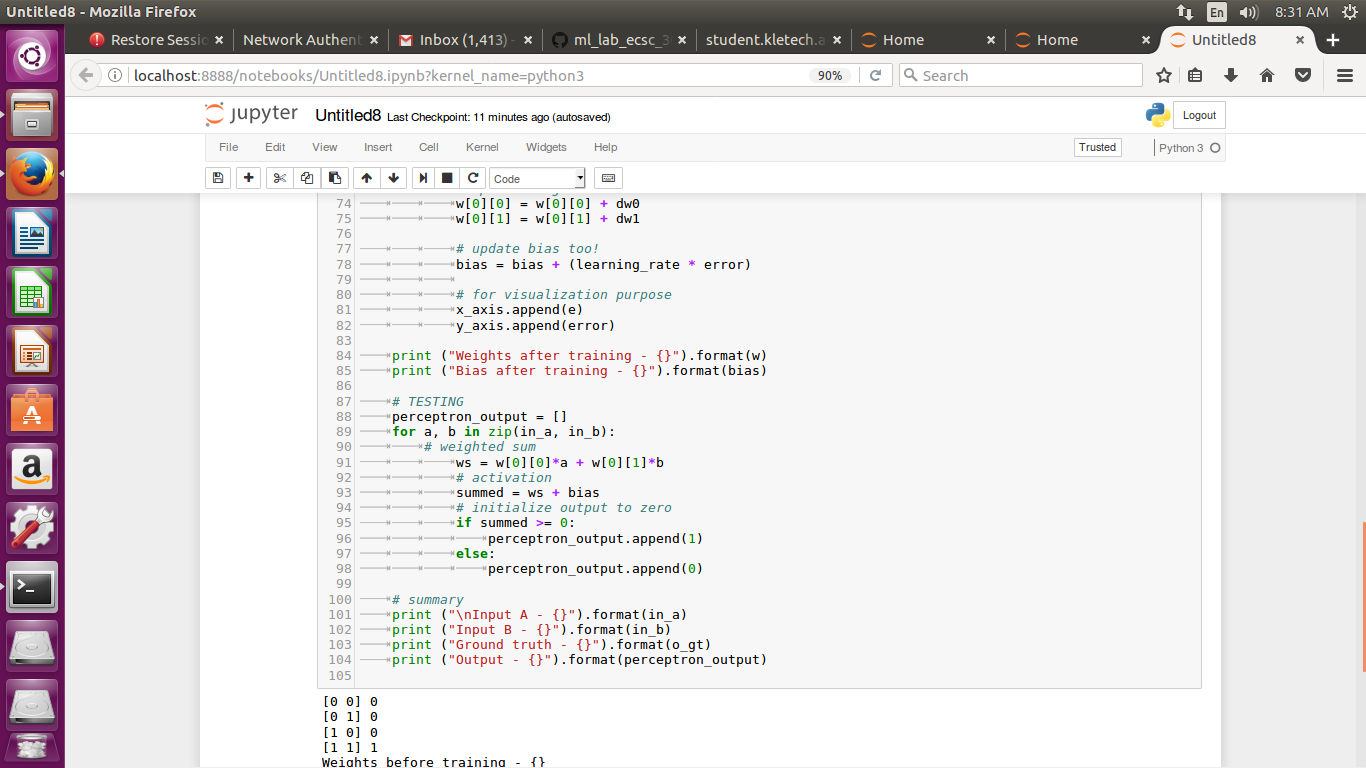 Untitled8 - Mozilla Firefox
En 8:31 AM
Restore Sessio
Network Authent
Inbox (1,413) -
ml_lab_ecsc_3
student.kletech.a
Home
Home
Untitled8
localhost:8888/notebooks/Untitled8.ipynb?kernel_name=python3
90%
Search
jupyter Untitled8 Last Checkpoint: 11 minutes ago (autosaved)
Logout
File Edit View Insert Cell Kernel Widgets Help
Trusted
Python 3
Code
74 w[0][0] = w[0][0] + dw0
75 w[0][1] = w[0][1] + dw1
76
77 # update bias too!
78 bias = bias + (learning_rate * error)
79
80 # for visualization purpose
81 x_axis.append(e)
82 y_axis.append(error)
83
84 print ("Weights after training - {}").format(w)
85 print ("Bias after training - {}").format(bias)
86
87 # TESTING
88 perceptron_output = []
89 for a, b in zip(in_a, in_b):
90 # weighted sum
91 ws = w[0][0]*a + w[0][1]*b
92 # activation
93 summed = ws + bias
94 # initialize output to zero
95 if summed >= 0:
96 perceptron_output.append(1)
97 else:
98 perceptron_output.append(0)
99
100 # summary
101 print ("\nInput A - {}").format(in_a)
102 print ("Input B - {}").format(in_b)
103 print ("Ground truth - {}").format(o_gt)
104 print ("Output - {}").format(perceptron_output)
105
[0 0] 0
[0 1] 0
[1 0] 0
[1 1] 1
Weights before training - {}